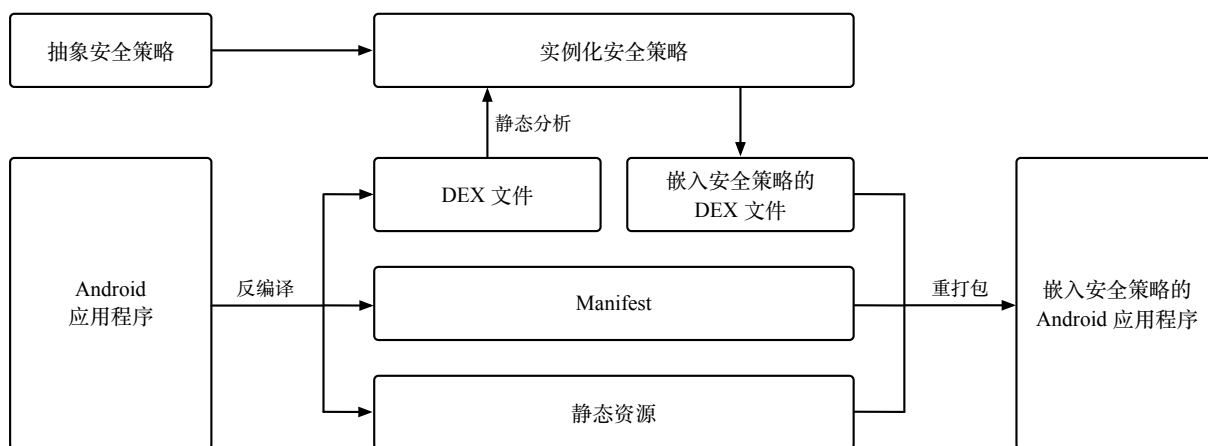 抽象安全策略
实例化安全策略
静态分析
DEX 文件
嵌入安全策略的
DEX 文件
Android
应用程序
反编译
Manifest
重打包
嵌入安全策略的
Android 应用程序
静态资源